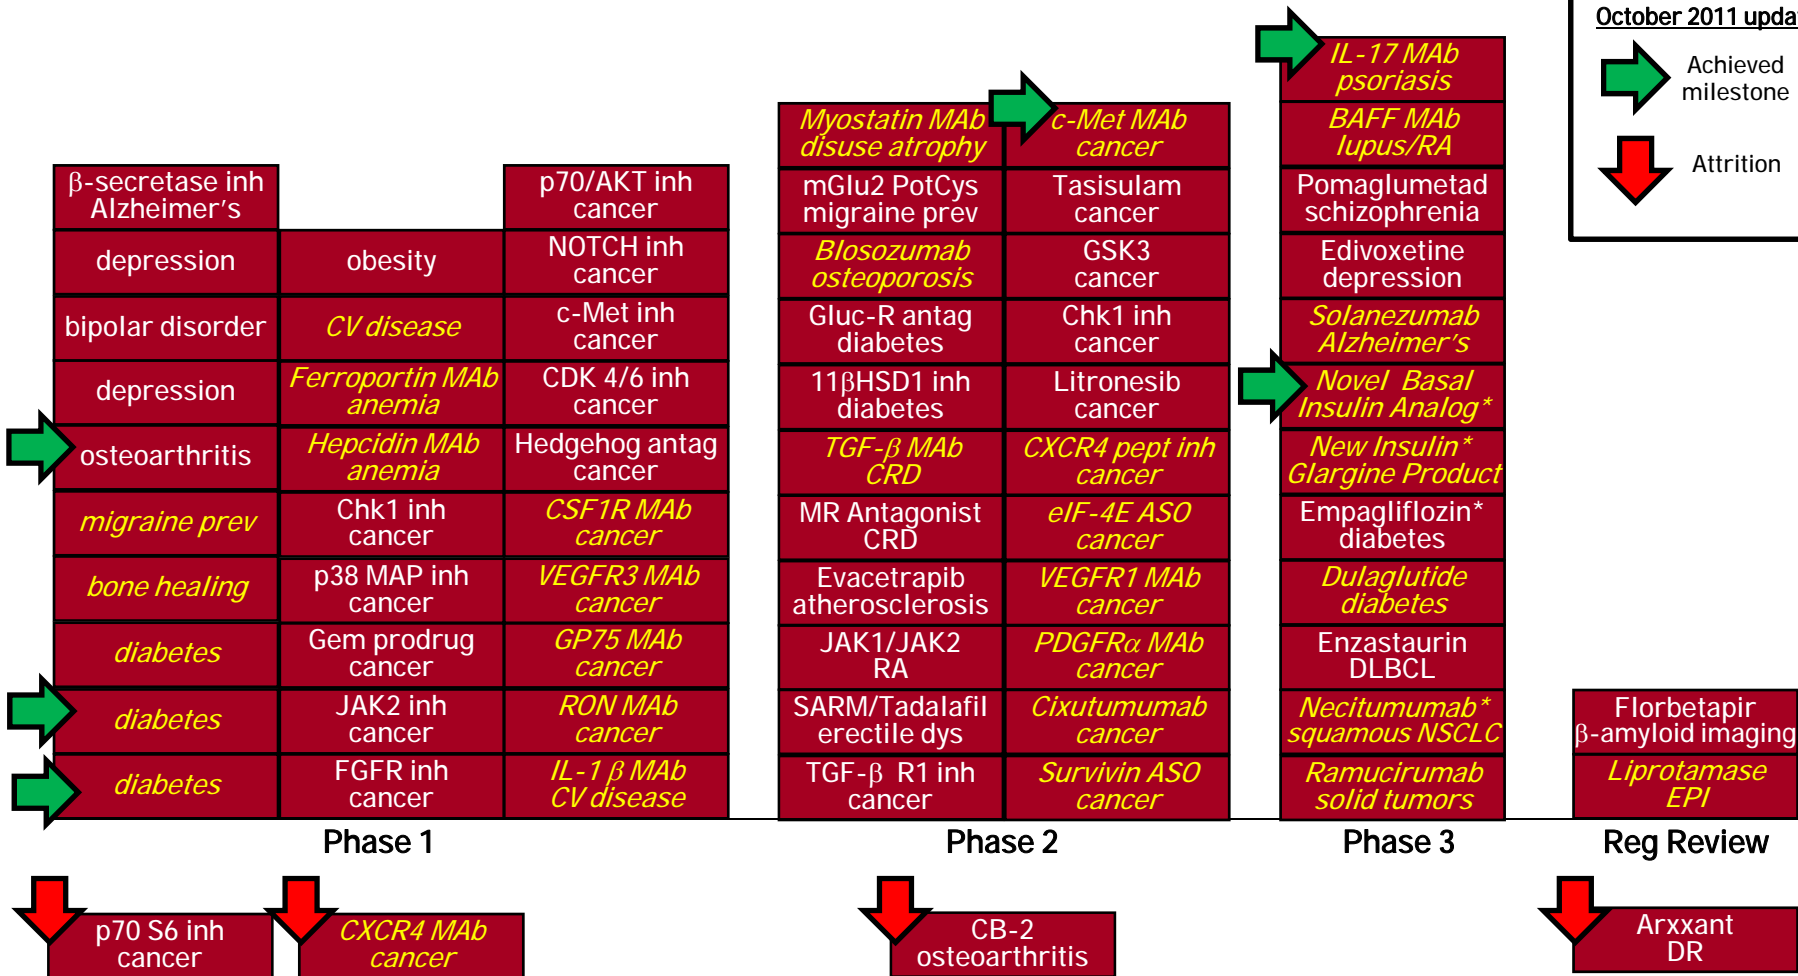 October 2011 upda
Achieved
milestone
Attrition
β-secretase inh
Alzheimer's
depression
bipolar disorder
depression
osteoarthritis
migraine prev
bone healing
diabetes
diabetes
diabetes
obesity
CV disease
Ferroportin MAb
anemia
Hepcidin MAb
anemia
Chk1 inh
cancer
p38 MAP inh
cancer
Gem prodrug
cancer
JAK2 inh
cancer
FGFR inh
cancer
p70/AKT inh
cancer
NOTCH inh
cancer
c-Met inh
cancer
CDK 4/6 inh
cancer
Hedgehog antag
cancer
CSF1R MAb
cancer
VEGFR3 MAb
cancer
GP75 MAb
cancer
RON MAb
cancer
IL-1 β MAb
CV disease
Phase 1
Myostatin MAb
disuse atrophy
mGlu2 PotCys
migraine prev
Blosozumab
osteoporosis
Gluc-R antag
diabetes
11βHSD1 inh
diabetes
TGF-β MAb
CRD
MR Antagonist
CRD
Evacetrapib
atherosclerosis
JAK1/JAK2
RA
SARM/Tadalafil
erectile dys
TGF-β R1 inh
cancer
c-Met MAb
cancer
Tasisulam
cancer
GSK3
cancer
Chk1 inh
cancer
Litronesib
cancer
CXCR4 pept inh
cancer
eIF-4E ASO
cancer
VEGFR1 MAb
cancer
PDGFRα MAb
cancer
Cixutumumab
cancer
Survivin ASO
cancer
Phase 2
IL-17 MAb
psoriasis
BAFF MAb
lupus/RA
Pomaglumetad
schizophrenia
Edivoxetine
depression
Solanezumab
Alzheimer's
Novel Basal
Insulin Analog*
New Insulin*
Glargine Product
Empagliflozin*
diabetes
Dulaglutide
diabetes
Enzastaurin
DLBCL
Necitumumab*
squamous NSCLC
Ramucirumab
solid tumors
Phase 3
Florbetapir
β-amyloid imaging
Liprotamase
EPI
Reg Review
p70 S6 inh
cancer
CXCR4 MAb
cancer
CB-2
osteoarthritis
Arxxant
DR